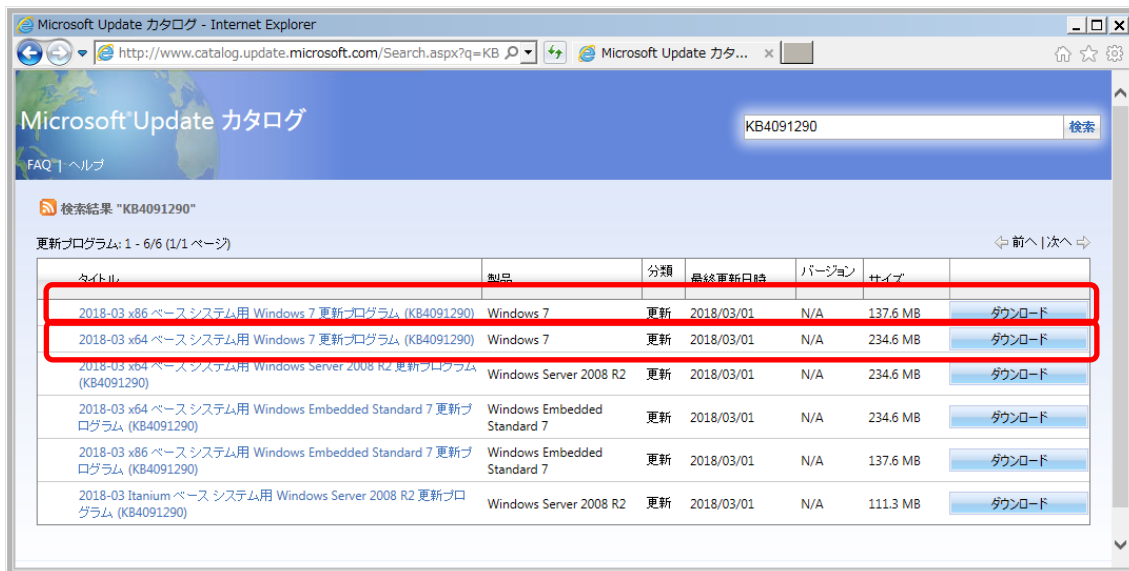 Microsoft Update カタログ - Internet Explorer
http://www.catalog.update.microsoft.com/Search.aspx?q=KB
Microsoft Update カタ...
Microsoft Update カタログ
KB4091290
検索
FAQ | ヘルプ
検索結果 "KB4091290"
更新プログラム: 1 - 6/6 (1/1 ページ)
前へ | 次へ
タイトル 製品 分類 最終更新日時 バージョン サイズ
2018-03 x86 ベース システム用 Windows 7 更新プログラム (KB4091290) Windows 7 更新 2018/03/01 N/A 137.6 MB ダウンロード
2018-03 x64 ベース システム用 Windows 7 更新プログラム (KB4091290) Windows 7 更新 2018/03/01 N/A 234.6 MB ダウンロード
2018-03 x64 ベース システム用 Windows Server 2008 R2 更新プログラム
(KB4091290)
Windows Server 2008 R2 更新 2018/03/01 N/A 234.6 MB ダウンロード
2018-03 x64 ベース システム用 Windows Embedded Standard 7 更新プ
ログラム (KB4091290)
Windows Embedded
Standard 7
更新 2018/03/01 N/A 234.6 MB ダウンロード
2018-03 x86 ベース システム用 Windows Embedded Standard 7 更新プ
ログラム (KB4091290)
Windows Embedded
Standard 7
更新 2018/03/01 N/A 137.6 MB ダウンロード
2018-03 Itanium ベース システム用 Windows Server 2008 R2 更新プロ
グラム (KB4091290)
Windows Server 2008 R2 更新 2018/03/01 N/A 111.3 MB ダウンロード